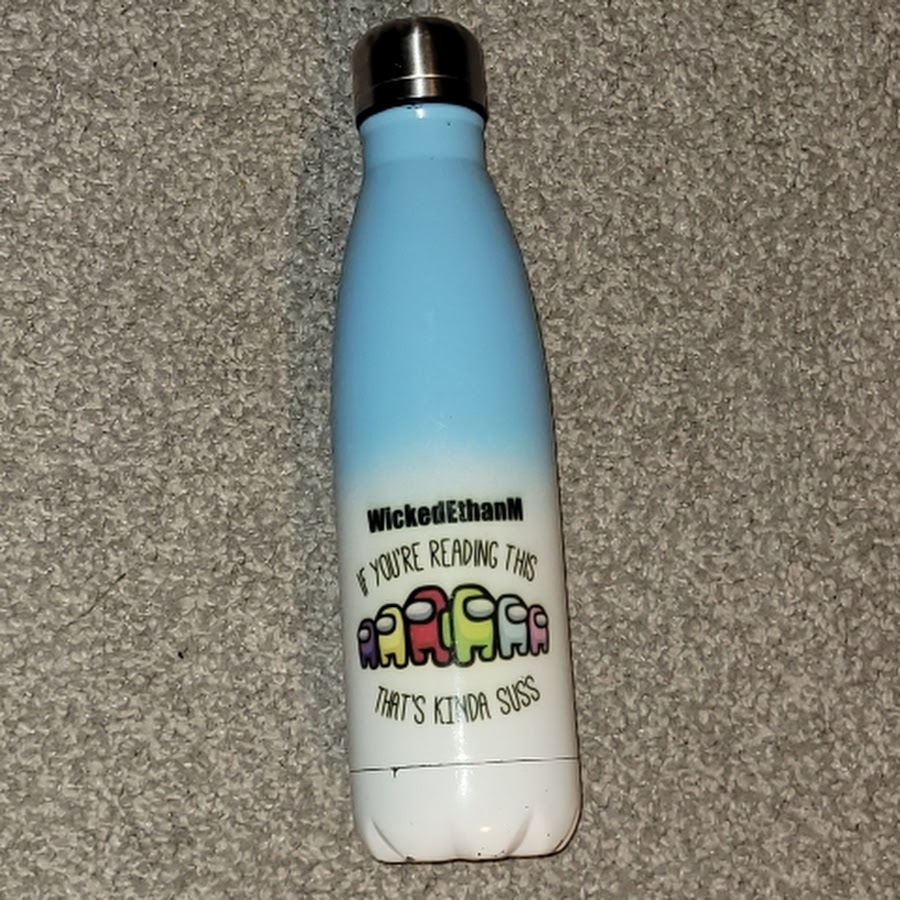 WickedEthanM
IF YOU'RE READING THIS
THAT'S KINDA SUSS